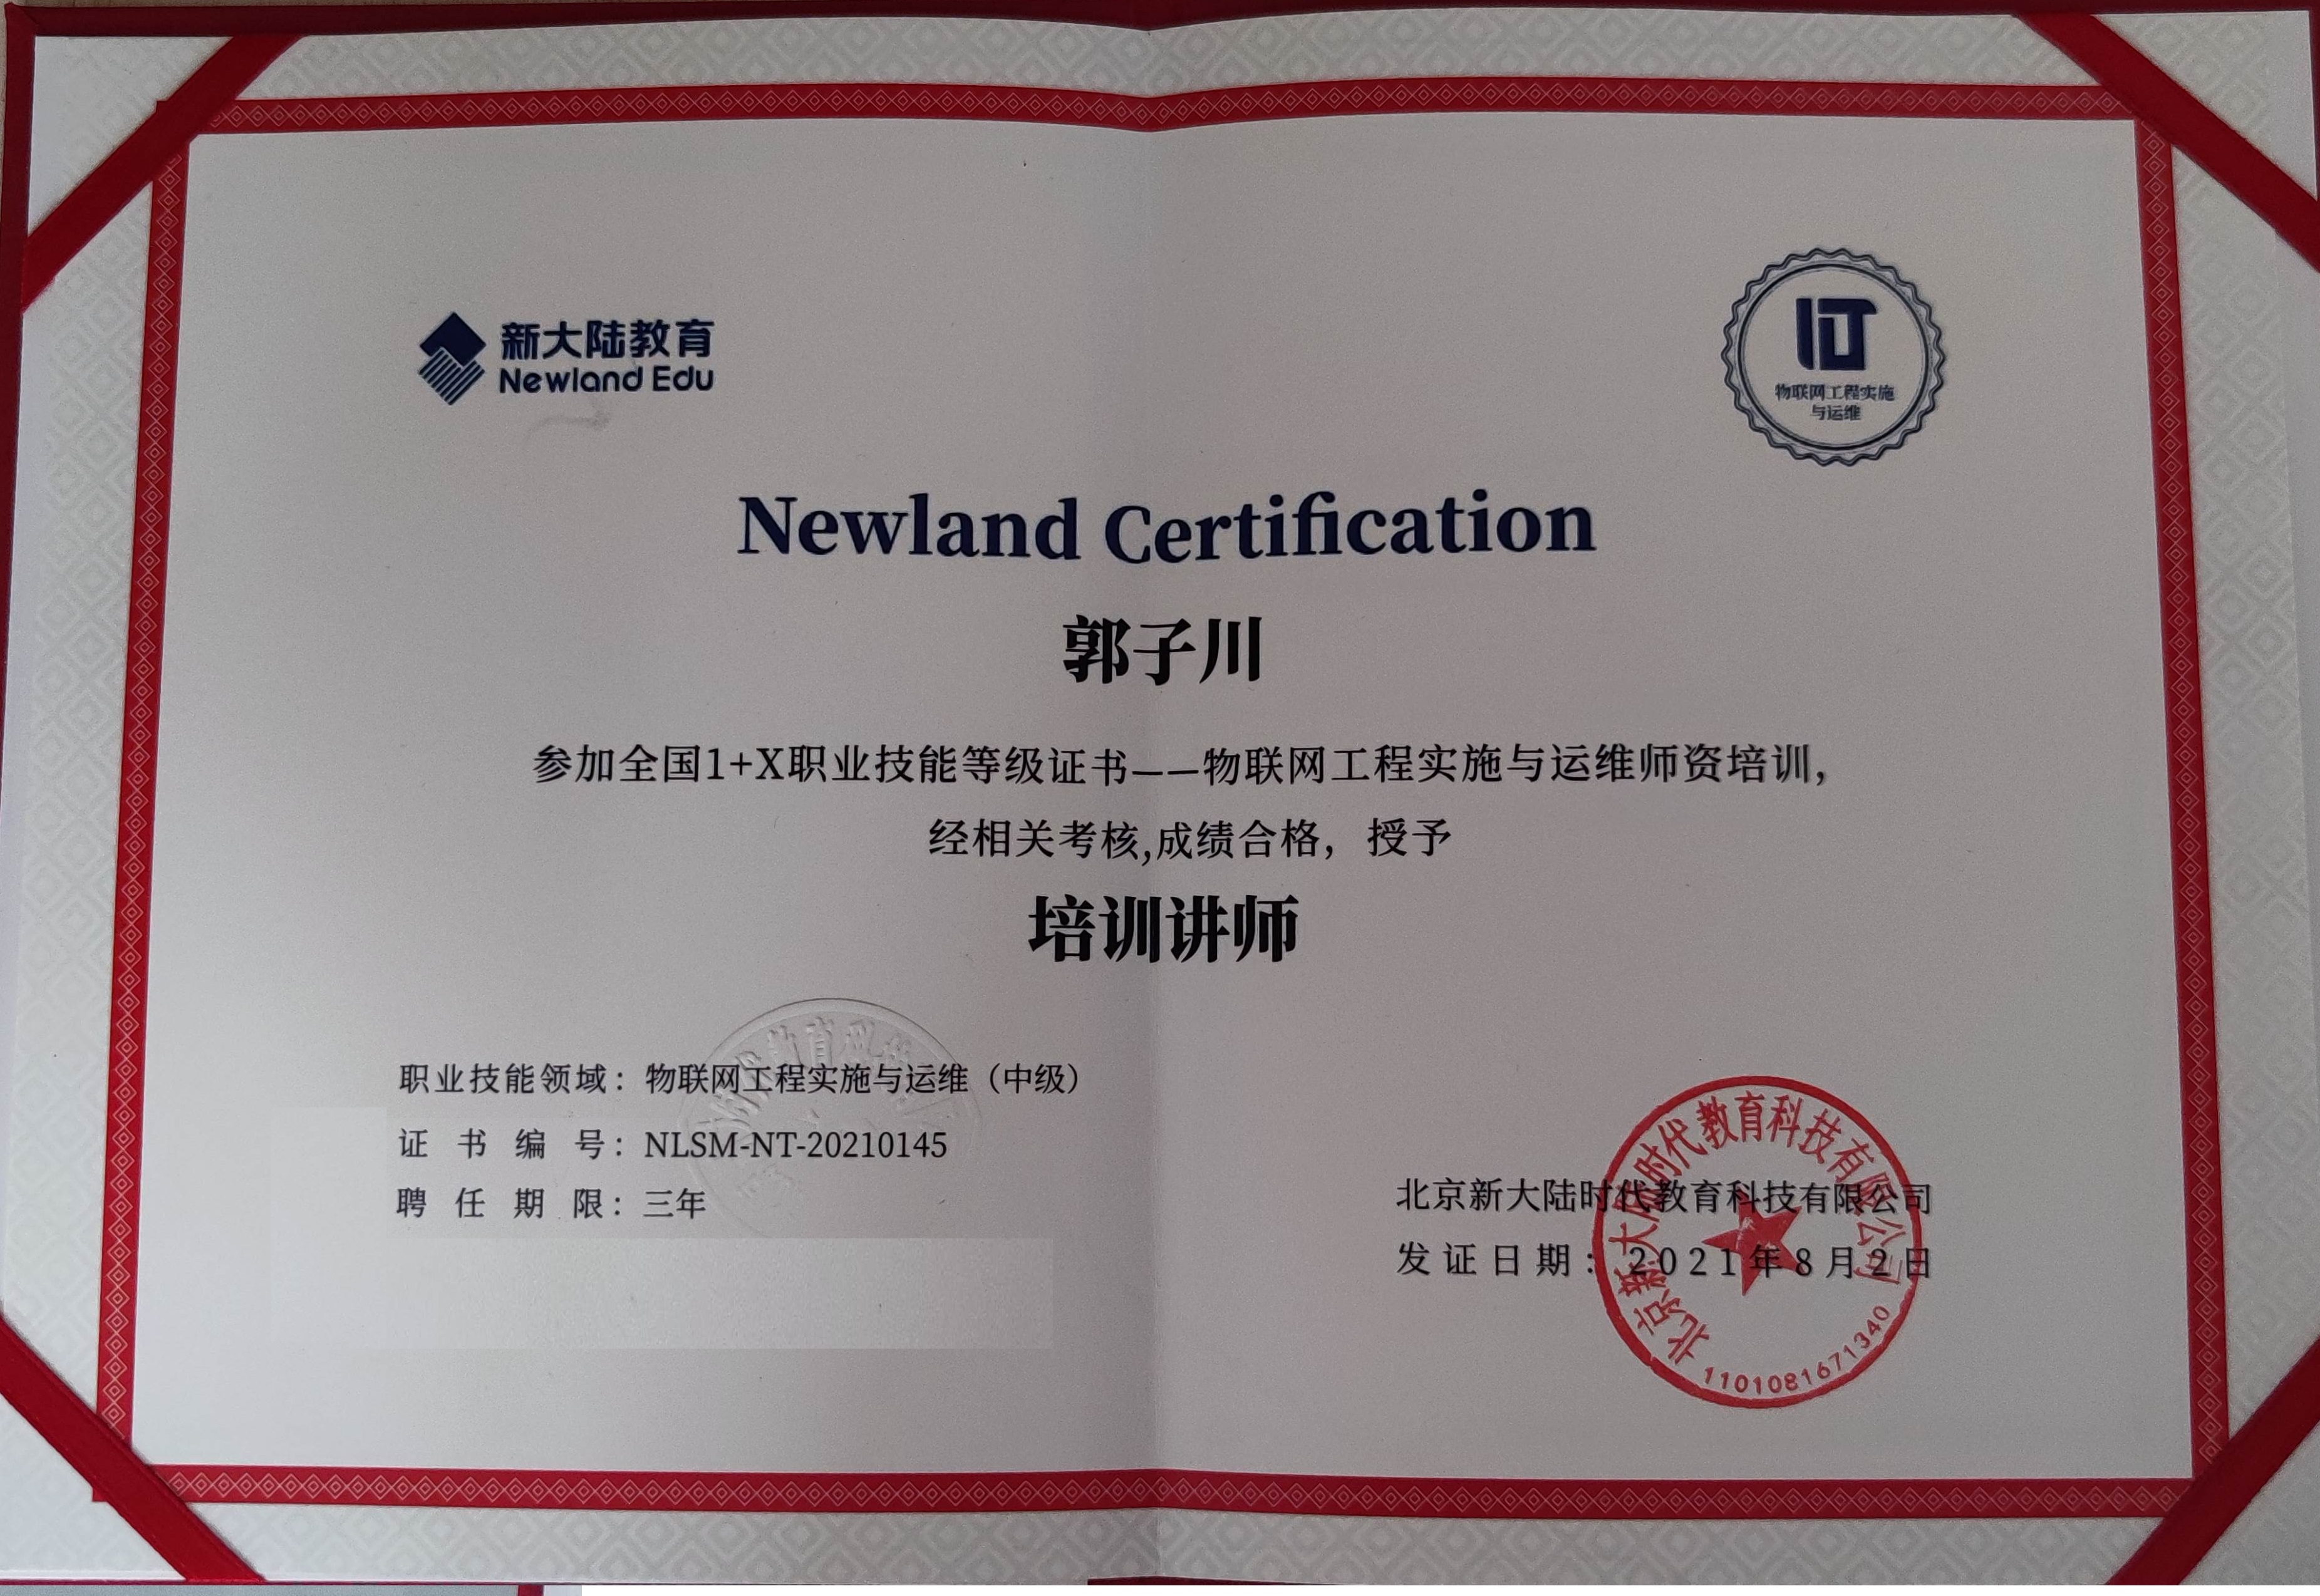 新大陆教育
Newland Edu
IOT
物联网工程实施
与运维
Newland Certification
郭子川
参加全国1+X职业技能等级证书——物联网工程实施与运维师资培训，
经相关考核,成绩合格，授予
培训讲师
职业技能领域：物联网工程实施与运维（中级）
证书编号：NLSM-NT-20210145
聘任期限：三年
北京新大陆时代教育科技有限公司
发证日期：2021年8月2日
北京新大陆时代教育科技有限公司
1101081671340